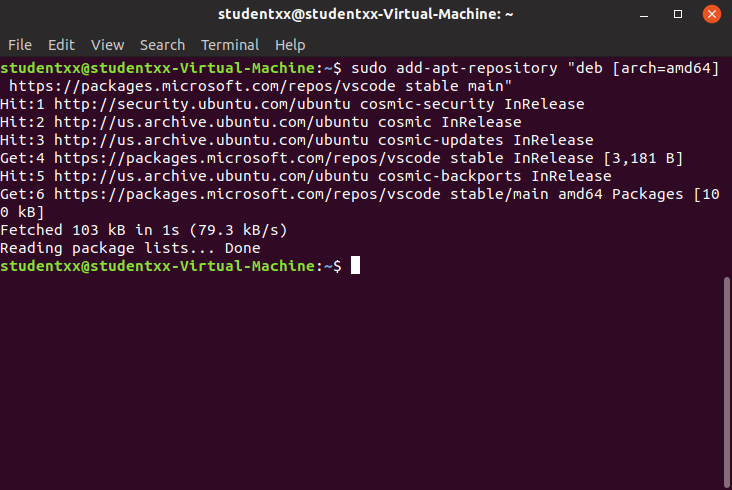 studentxx@studentxx-Virtual-Machine: ~
File Edit View Search Terminal Help
studentxx@studentxx-Virtual-Machine:~$ sudo add-apt-repository "deb [arch=amd64]
 https://packages.microsoft.com/repos/vscode stable main"
Hit:1 http://security.ubuntu.com/ubuntu cosmic-security InRelease
Hit:2 http://us.archive.ubuntu.com/ubuntu cosmic InRelease
Hit:3 http://us.archive.ubuntu.com/ubuntu cosmic-updates InRelease
Get:4 https://packages.microsoft.com/repos/vscode stable InRelease [3,181 B]
Hit:5 http://us.archive.ubuntu.com/ubuntu cosmic-backports InRelease
Get:6 https://packages.microsoft.com/repos/vscode stable/main amd64 Packages [10
0 kB]
Fetched 103 kB in 1s (79.3 kB/s)
Reading package lists... Done
studentxx@studentxx-Virtual-Machine:~$